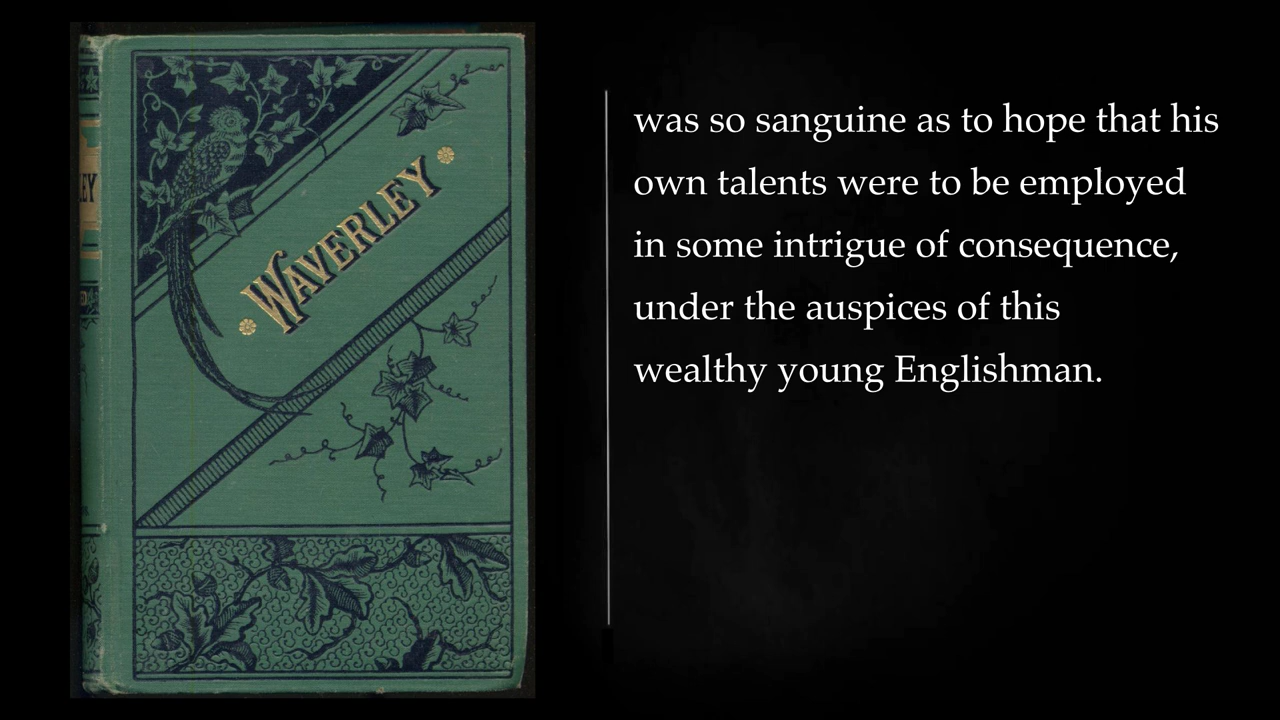 WAVERLEY
EY
was so sanguine as to hope that his
own talents were to be employed
in some intrigue of consequence,
under the auspices of this
wealthy young Englishman.